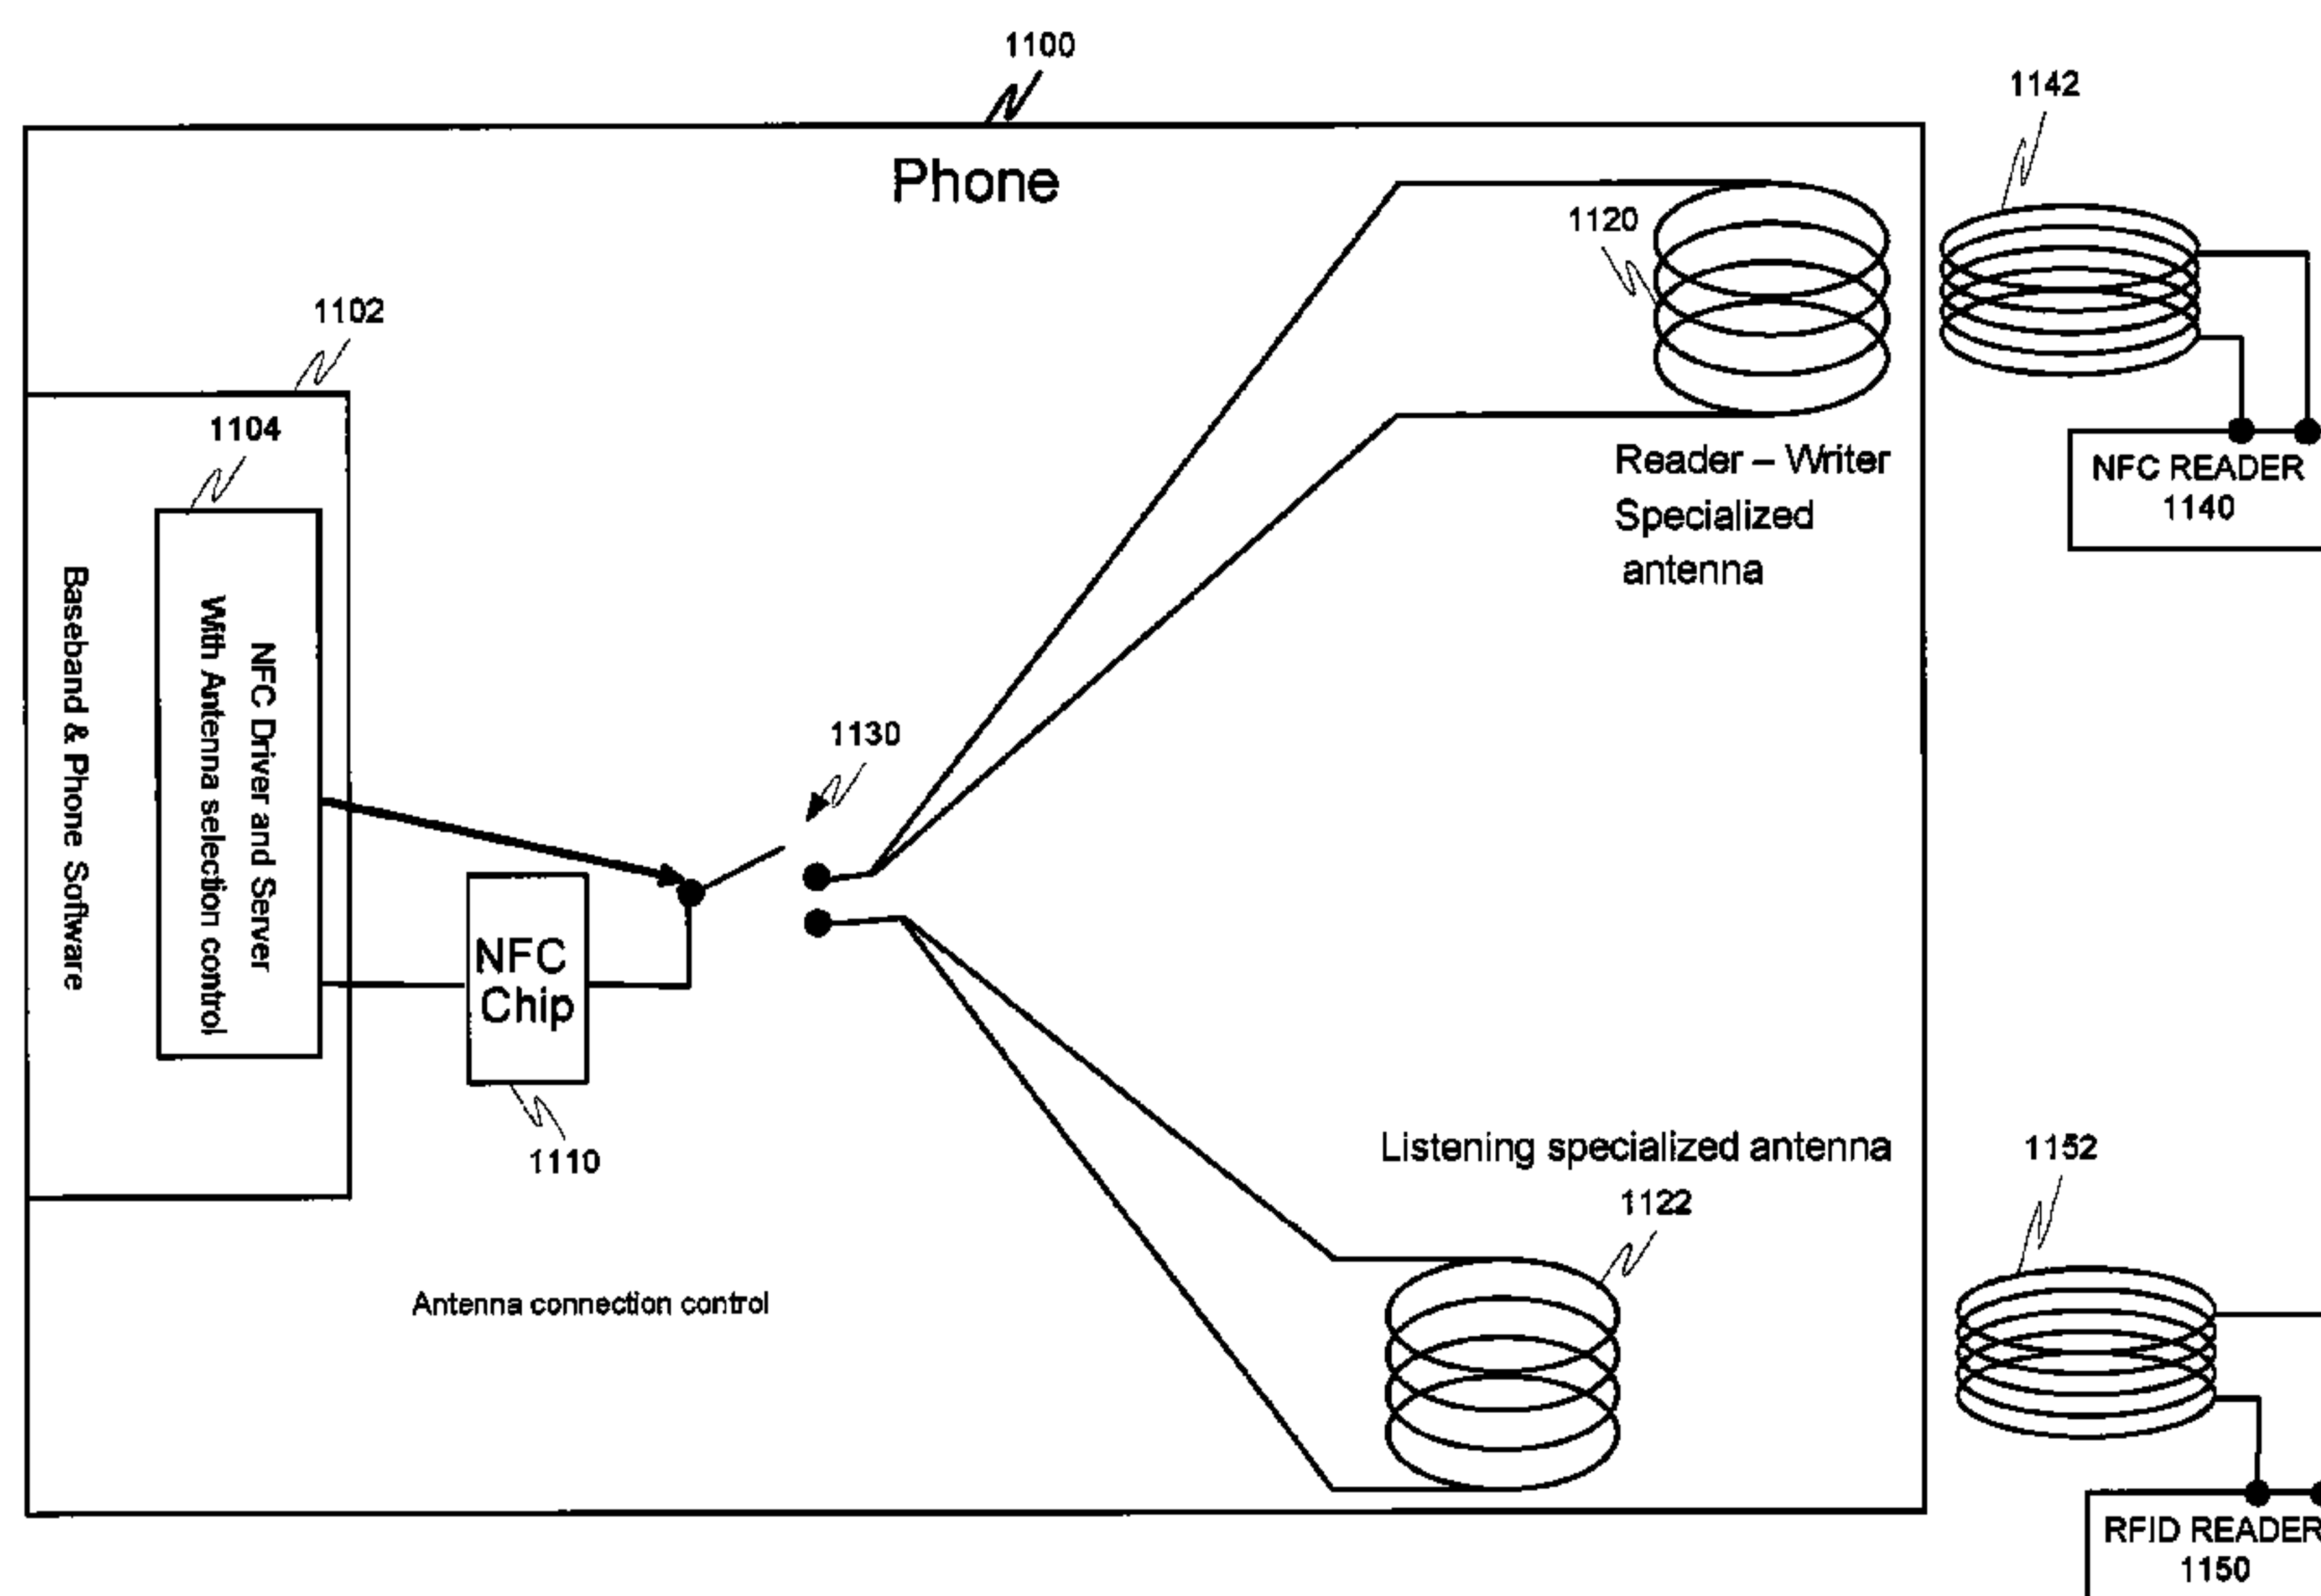 1100
1142
Phone
1120
1102
1104
Reader – Writer
Specialized
antenna
NFC READER
1140
Baseband & Phone Software
NFC Driver and Server
With Antenna selection control
1130
NFC
Chip
1110
Listening specialized antenna
1122
1152
Antenna connection control
RFID READER
1150